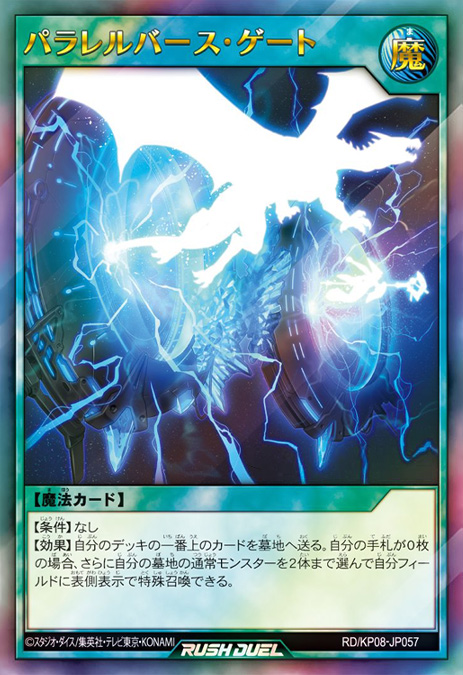 パラレルバース・ゲート
魔
【魔法カード】
【条件】なし
【効果】自分のデッキの一番上のカードを墓地へ送る。自分の手札が0枚
の場合、さらに自分の墓地の通常モンスターを2体まで選んで自分フィー
ルドに表側表示で特殊召喚できる。
©スタジオ・ダイス/集英社・テレビ東京・KONAMI
RUSH DUEL
RD/KP08-JP057